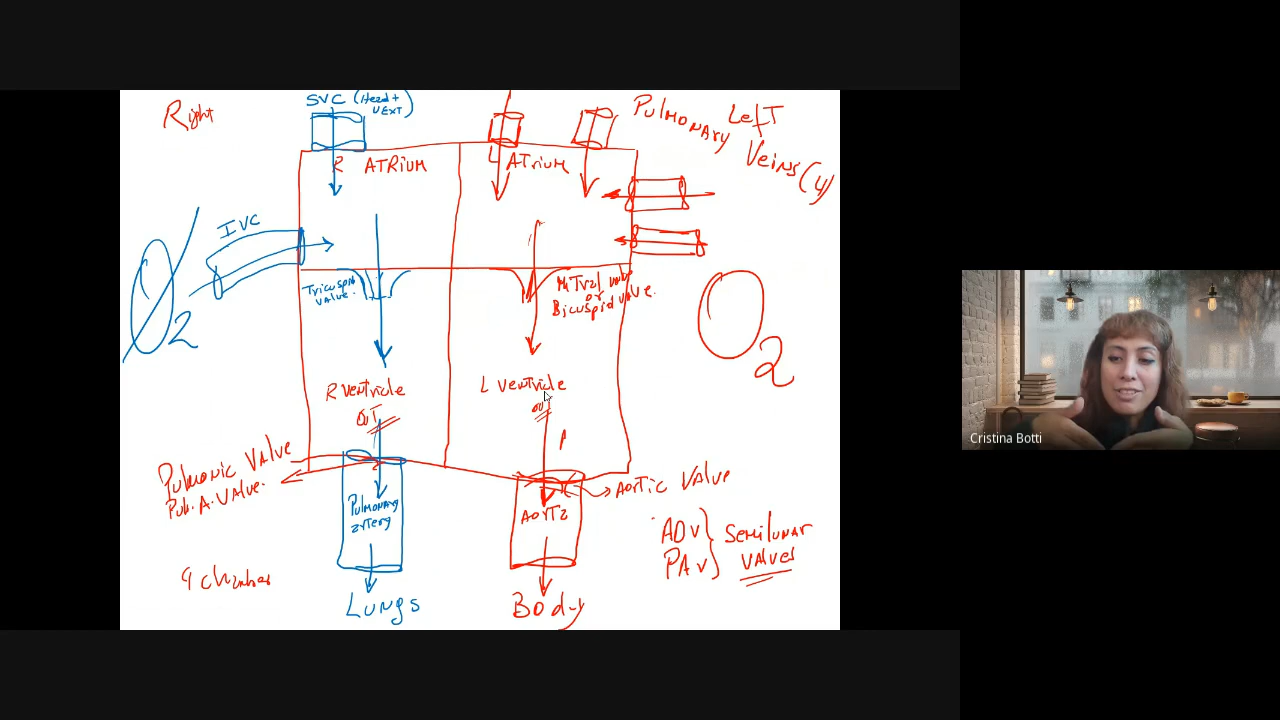 Right
SVC (Head +
UEXT)
Pulmonary
Left
Veins (4)
R ATRIUM
L ATrium
IVC
O2
Tricuspid
valve.
Mitral valve
or
Bicuspid valve.
O2
R ventricle
OUT
L ventricle
OUT
Pulmonic Valve
Pul. A. Valve.
Pulmonary
artery
Aorta
Aortic Valve
AOV
PAV
Semilunar
Valves
4 chamber
Lungs
Body
Cristina Botti